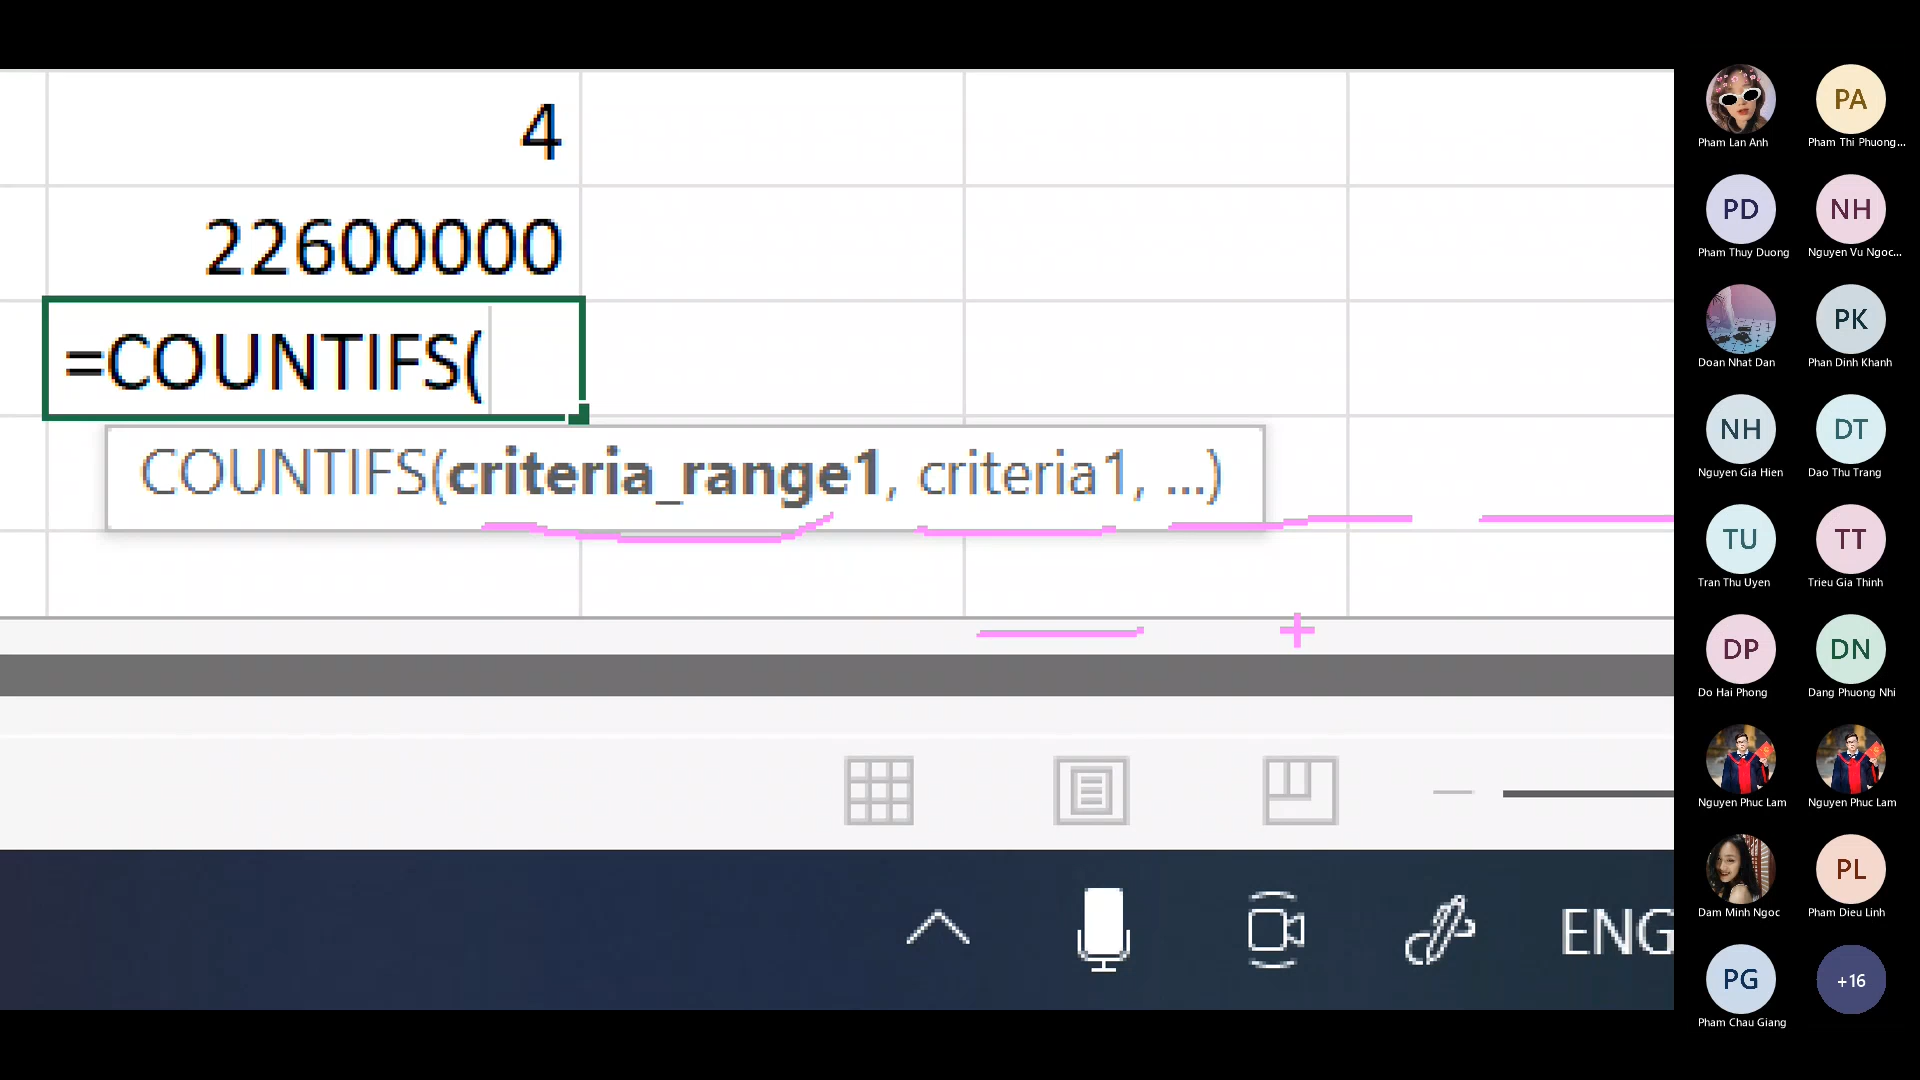 4
22600000
=COUNTIFS(
COUNTIFS(criteria_range1, criteria1, ...)
ENG
PA
Pham Lan Anh
Pham Thi Phuong...
PD
NH
Pham Thuy Duong
Nguyen Vu Ngoc...
PK
Doan Nhat Dan
Phan Dinh Khanh
NH
DT
Nguyen Gia Hien
Dao Thu Trang
TU
TT
Tran Thu Uyen
Trieu Gia Thinh
DP
DN
Do Hai Phong
Dang Phuong Nhi
Nguyen Phuc Lam
Nguyen Phuc Lam
PL
Dam Minh Ngoc
Pham Dieu Linh
PG
+16
Pham Chau Giang